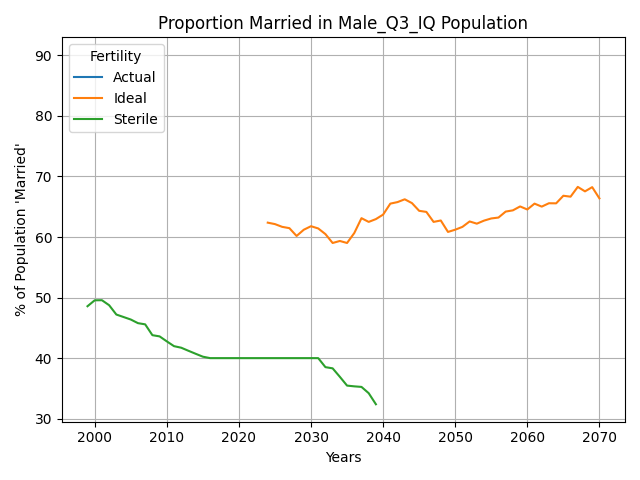 Proportion Married in Male_Q3_IQ Population
% of Population 'Married'
90
80
70
60
50
40
30
Fertility
Actual
Ideal
Sterile
2000 2010 2020 2030 2040 2050 2060 2070
Years